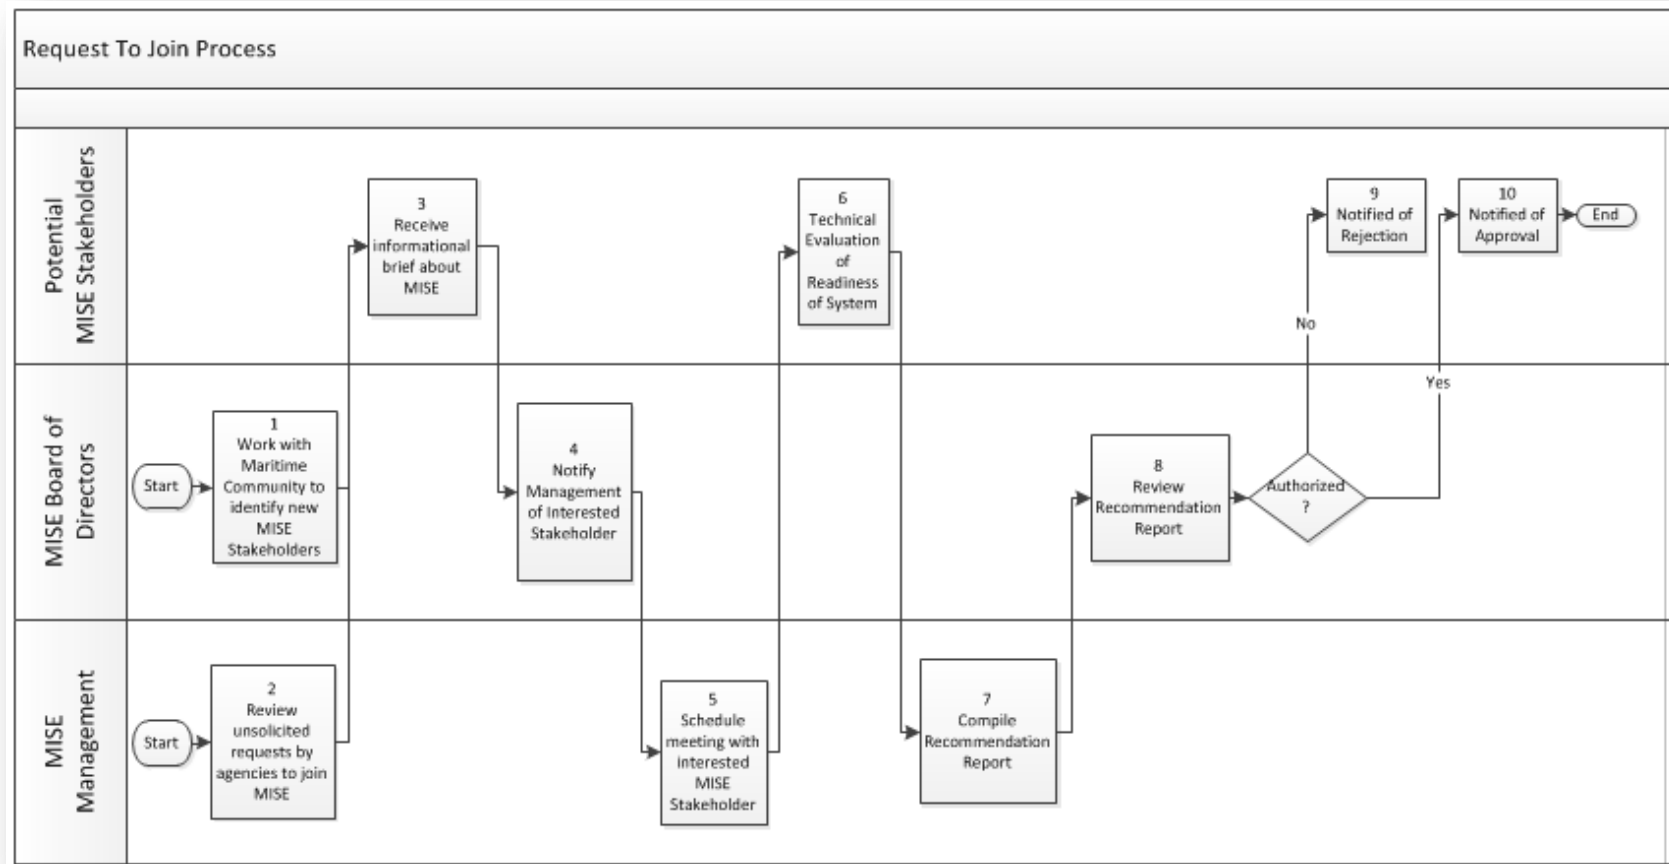 Request To Join Process
Potential
MISE Stakeholders
3
Receive
informational
brief about
MISE
6
Technical
Evaluation
of
Readiness
of System
9
Notified of
Rejection
10
Notified of
Approval
End
No
MISE Board of
Directors
Start
1
Work with
Maritime
Community to
identify new
MISE
Stakeholders
4
Notify
Management
of Interested
Stakeholder
8
Review
Recommendation
Report
Authorized
?
Yes
MISE
Management
Start
2
Review
unsolicited
requests by
agencies to join
MISE
5
Schedule
meeting with
interested
MISE
Stakeholder
7
Compile
Recommendation
Report